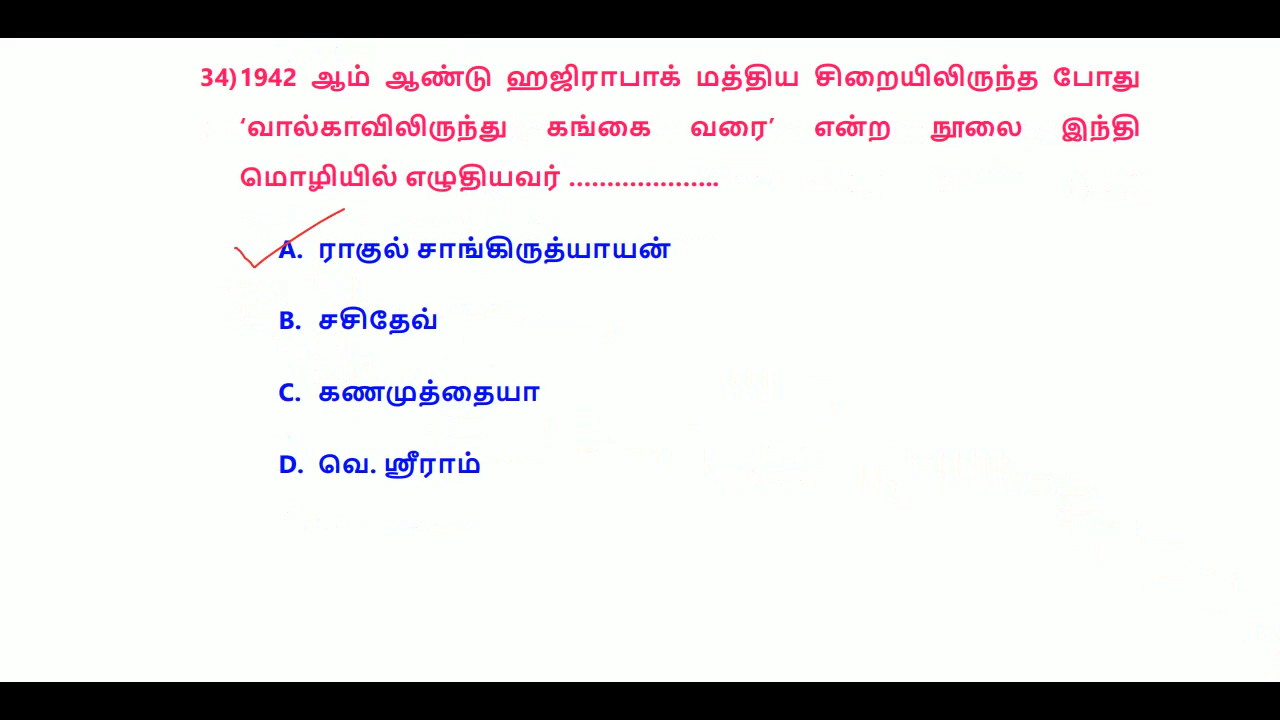 34)1942 ஆம் ஆண்டு ஹஜிராபாக் மத்திய சிறையிலிருந்த போது
‘வால்காவிலிருந்து கங்கை வரை’ என்ற நூலை இந்தி
மொழியில் எழுதியவர் ....................
A. ராகுல் சாங்கிருத்யாயன்
B. சசிதேவ்
C. கணமுத்தையா
D. வெ. ஸ்ரீராம்